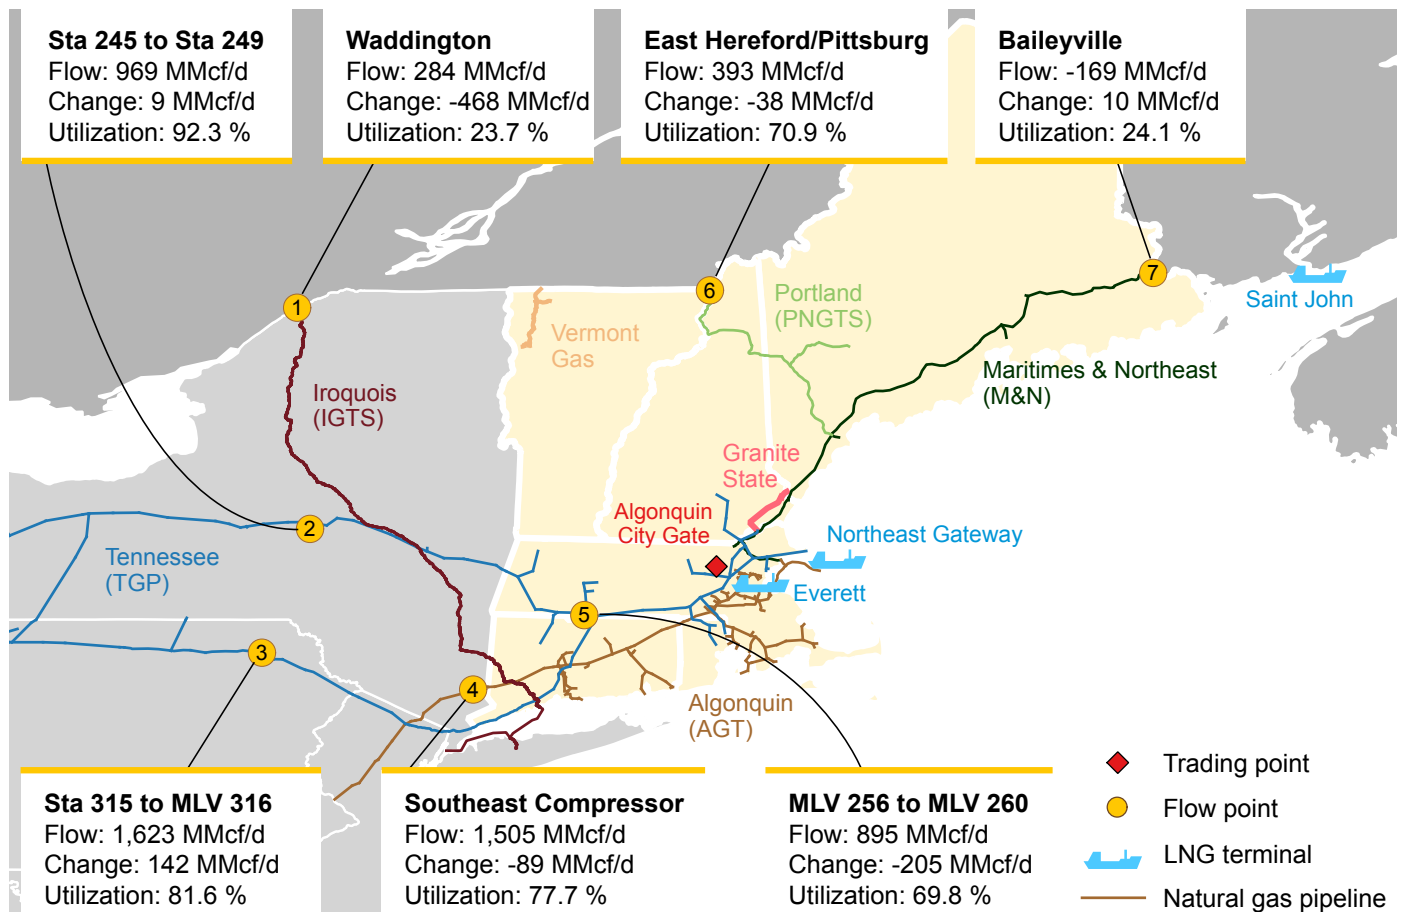 Sta 245 to Sta 249
Flow: 969 MMcf/d
Change: 9 MMcf/d
Utilization: 92.3 %
Waddington
Flow: 284 MMcf/d
Change: -468 MMcf/d
Utilization: 23.7 %
East Hereford/Pittsburg
Flow: 393 MMcf/d
Change: -38 MMcf/d
Utilization: 70.9 %
Baileyville
Flow: -169 MMcf/d
Change: 10 MMcf/d
Utilization: 24.1 %
1
6
7
Saint John
Portland
(PNGTS)
Vermont
Gas
Maritimes & Northeast
(M&N)
Iroquois
(IGTS)
Granite
State
Algonquin
City Gate
2
Northeast Gateway
Tennessee
(TGP)
Everett
5
3
4
Algonquin
(AGT)
Sta 315 to MLV 316
Flow: 1,623 MMcf/d
Change: 142 MMcf/d
Utilization: 81.6 %
Southeast Compressor
Flow: 1,505 MMcf/d
Change: -89 MMcf/d
Utilization: 77.7 %
MLV 256 to MLV 260
Flow: 895 MMcf/d
Change: -205 MMcf/d
Utilization: 69.8 %
Trading point
Flow point
LNG terminal
Natural gas pipeline